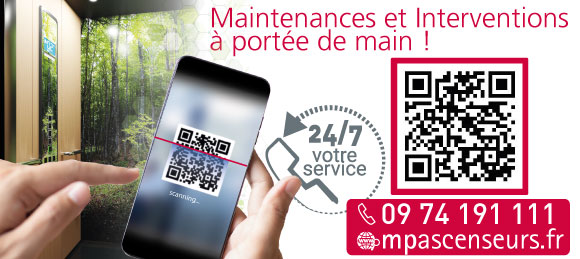 Maintenances et Interventions
à portée de main !
24/7
votre
service
scanning...
09 74 191 111
mpascenseurs.fr